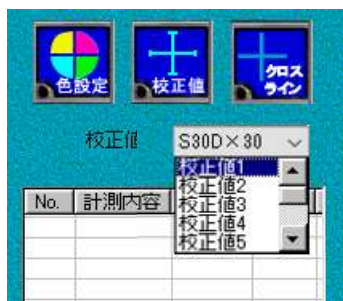 色設定
校正値
クロス
ライン
校正値 S30D×30
校正値1
校正値2
校正値3
校正値4
校正値5
No. 計測内容